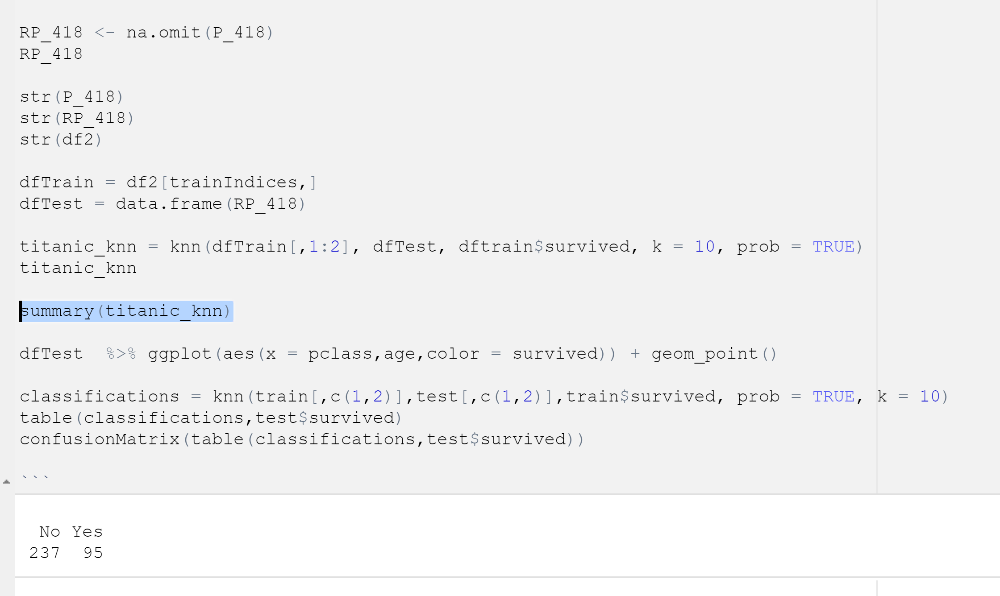 RP_418 <- na.omit(P_418)
RP_418
str(P_418)
str(RP_418)
str(df2)
dfTrain = df2[trainIndices,]
dfTest = data.frame(RP_418)
titanic_knn = knn(dfTrain[,1:2], dfTest, dftrain$survived, k = 10, prob = TRUE)
titanic_knn
summary(titanic_knn)
dfTest  %>% ggplot(aes(x = pclass,age,color = survived)) + geom_point()
classifications = knn(train[,c(1,2)],test[,c(1,2)],train$survived, prob = TRUE, k = 10)
table(classifications,test$survived)
confusionMatrix(table(classifications,test$survived))
```
No Yes
237  95